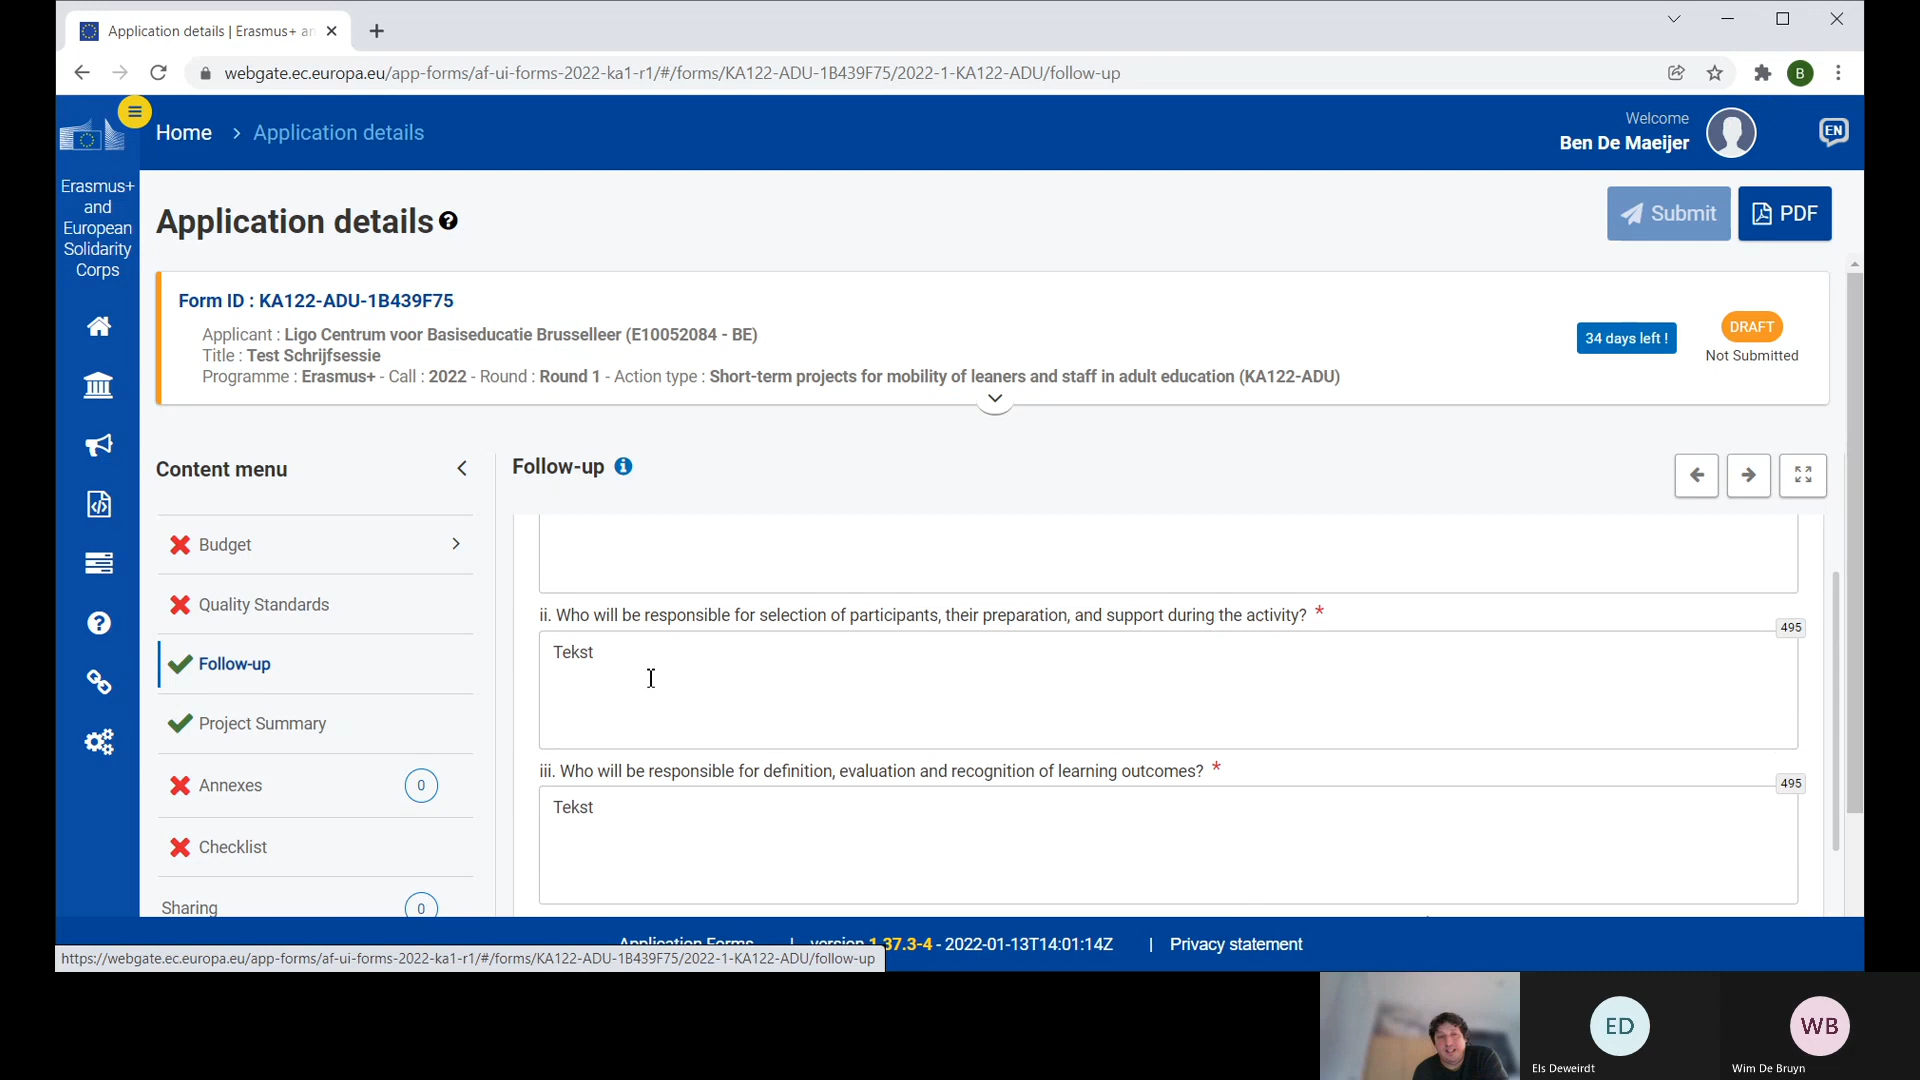 Application details | Erasmus+ an
webgate.ec.europa.eu/app-forms/af-ui-forms-2022-ka1-r1/#/forms/KA122-ADU-1B439F75/2022-1-KA122-ADU/follow-up
B
Home > Application details
Welcome
Ben De Maeijer
EN
Erasmus+
and
European
Solidarity
Corps
Application details
Submit
PDF
Form ID : KA122-ADU-1B439F75
Applicant : Ligo Centrum voor Basiseducatie Brusselleer (E10052084 - BE)
Title : Test Schrijfsessie
Programme : Erasmus+ - Call : 2022 - Round : Round 1 - Action type : Short-term projects for mobility of leaners and staff in adult education (KA122-ADU)
34 days left !
DRAFT
Not Submitted
Content menu
Budget
Quality Standards
Follow-up
Project Summary
Annexes 0
Checklist
Sharing 0
Follow-up
ii. Who will be responsible for selection of participants, their preparation, and support during the activity? *
495
Tekst
iii. Who will be responsible for definition, evaluation and recognition of learning outcomes? *
495
Tekst
Application Forms | version 1.37.3-4 - 2022-01-13T14:01:14Z | Privacy statement
https://webgate.ec.europa.eu/app-forms/af-ui-forms-2022-ka1-r1/#/forms/KA122-ADU-1B439F75/2022-1-KA122-ADU/follow-up
ED
Els Deweirdt
WB
Wim De Bruyn